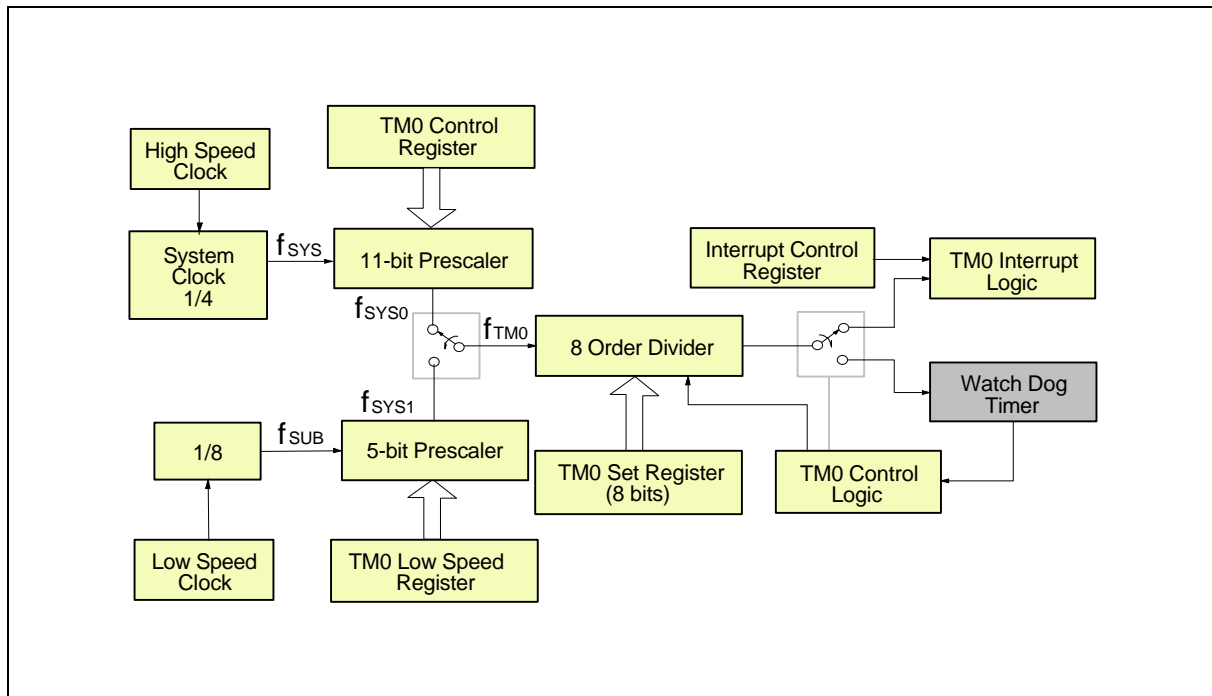 TM0 Control
Register
High Speed
Clock
System
Clock
1/4
fSYS
11-bit Prescaler
Interrupt Control
Register
TM0 Interrupt
Logic
fSYS0
fTM0
8 Order Divider
fSYS1
Watch Dog
Timer
1/8
fSUB
5-bit Prescaler
TM0 Set Register
(8 bits)
TM0 Control
Logic
Low Speed
Clock
TM0 Low Speed
Register